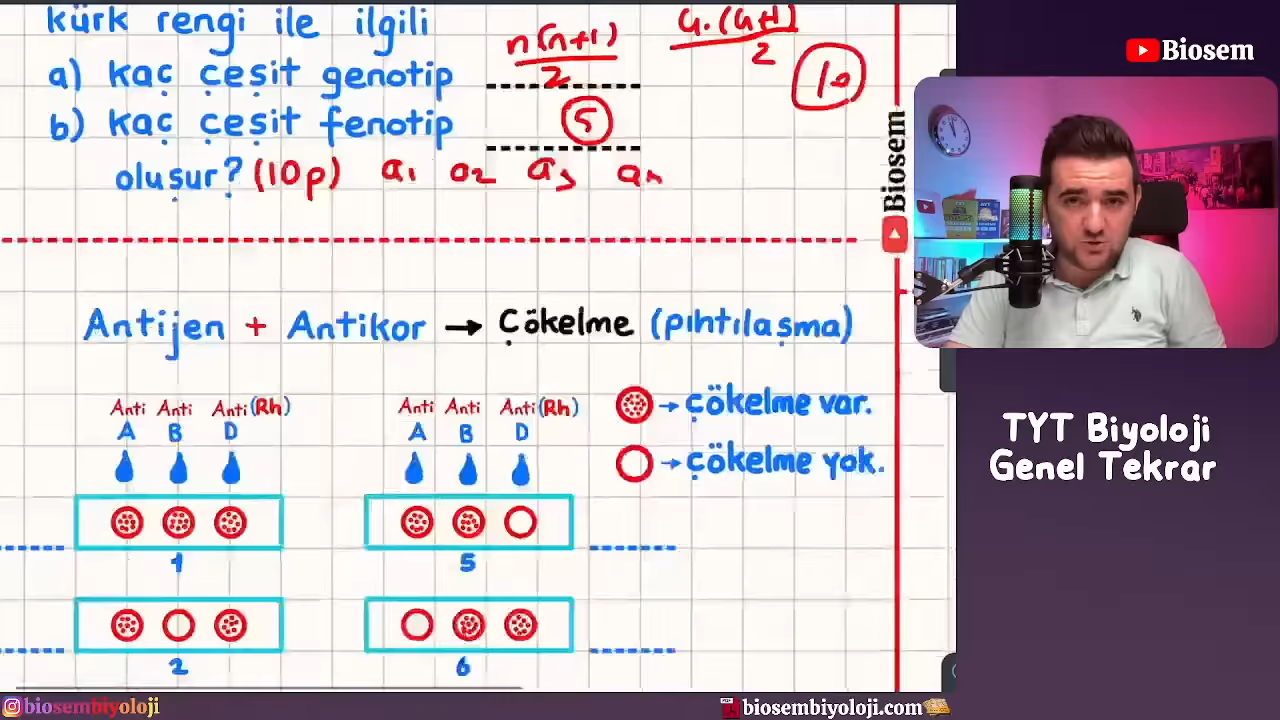 kürk rengi ile ilgili
a) kaç çeşit genotip
n(n+1)
2
4.(4+1)
2
10
b) kaç çeşit fenotip
5
oluşur? (10p)
a1 a2 a3 a4
Antijen + Antikor → Çökelme (pıhtılaşma)
Anti Anti Anti (Rh)
A B D
Anti Anti Anti (Rh)
A B D
→ çökelme var.
→ çökelme yok.
1
5
2
6
Biosem
Biosem
TYT Biyoloji
Genel Tekrar
biosembiyoloji
biosembiyoloji.com